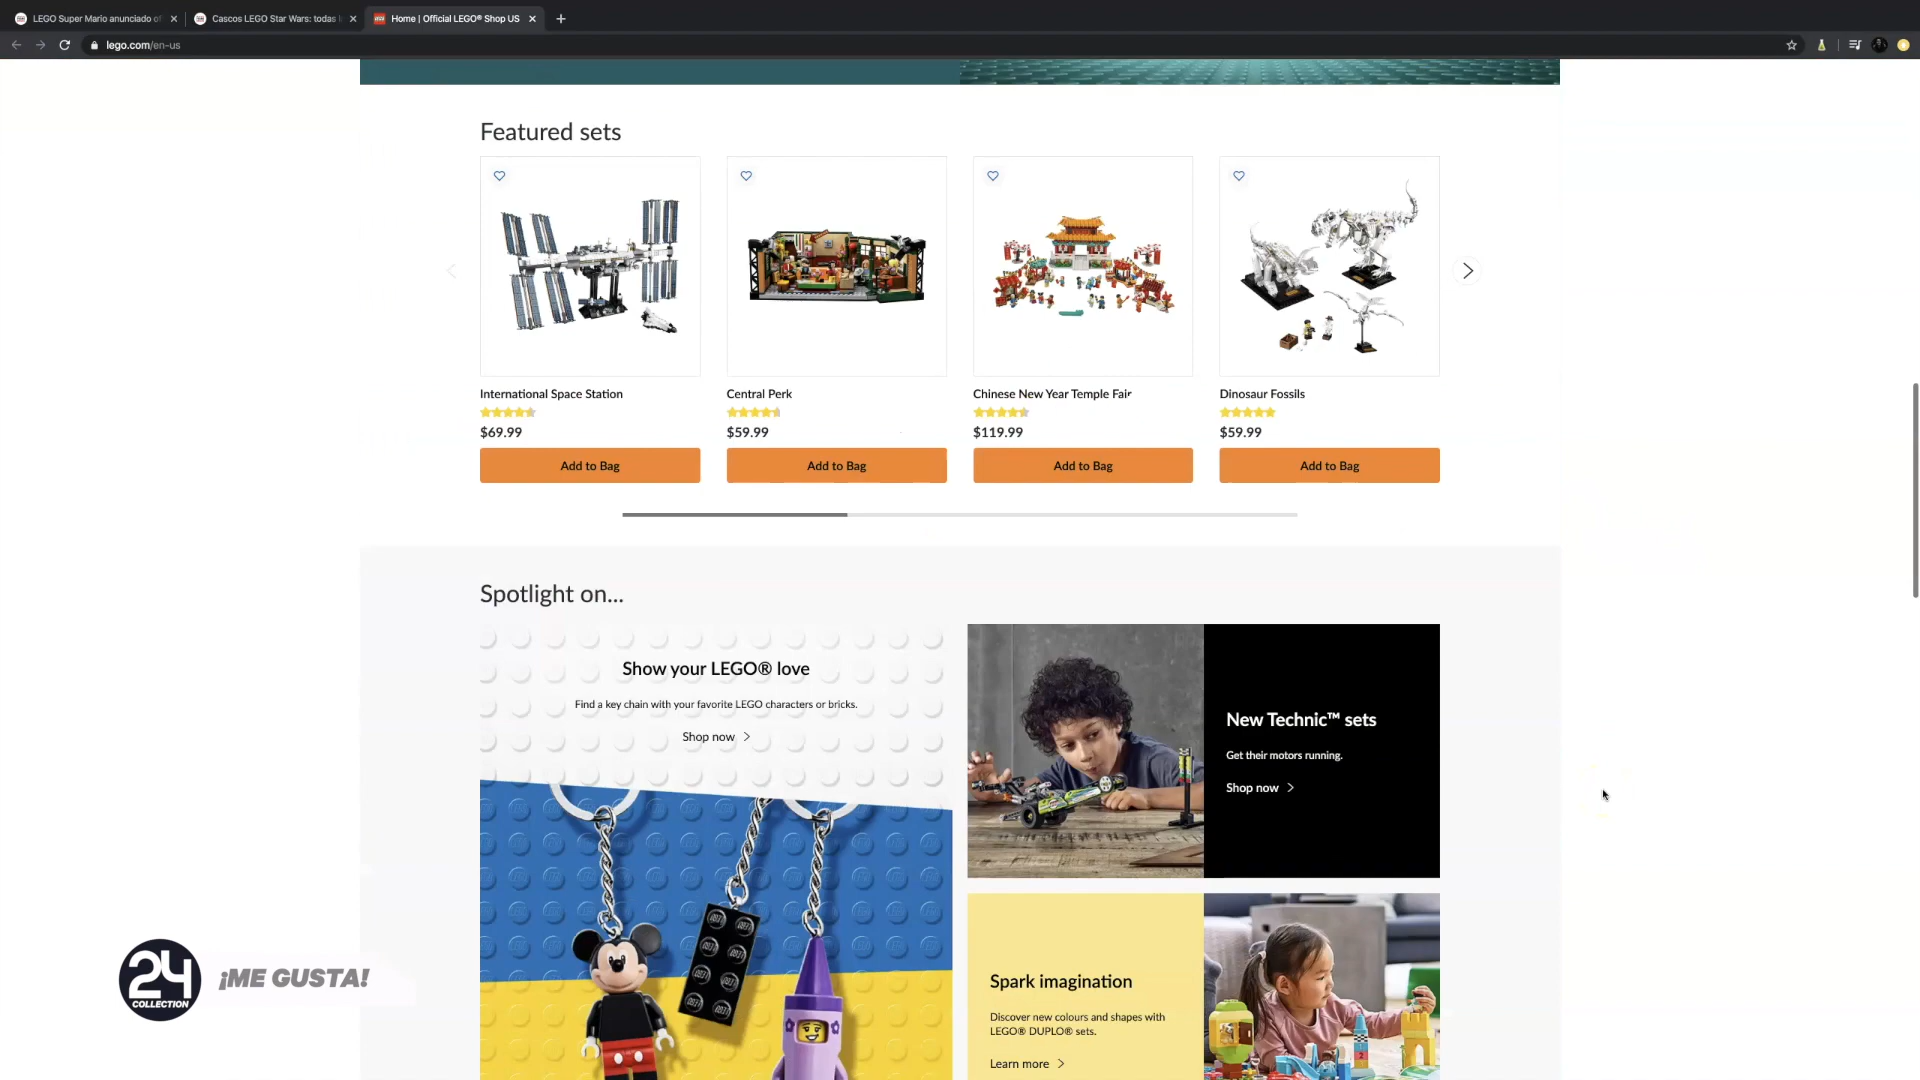 LEGO Super Mario anunciado of
Cascos LEGO Star Wars: todas l
Home | Official LEGO® Shop US
lego.com/en-us
Featured sets
International Space Station
$69.99
Add to Bag
Central Perk
$59.99
Add to Bag
Chinese New Year Temple Fair
$119.99
Add to Bag
Dinosaur Fossils
$59.99
Add to Bag
Spotlight on...
Show your LEGO® love
Find a key chain with your favorite LEGO characters or bricks.
Shop now
New Technic™ sets
Get their motors running.
Shop now
Spark imagination
Discover new colours and shapes with
LEGO® DUPLO® sets.
Learn more
24
COLLECTION
¡ME GUSTA!